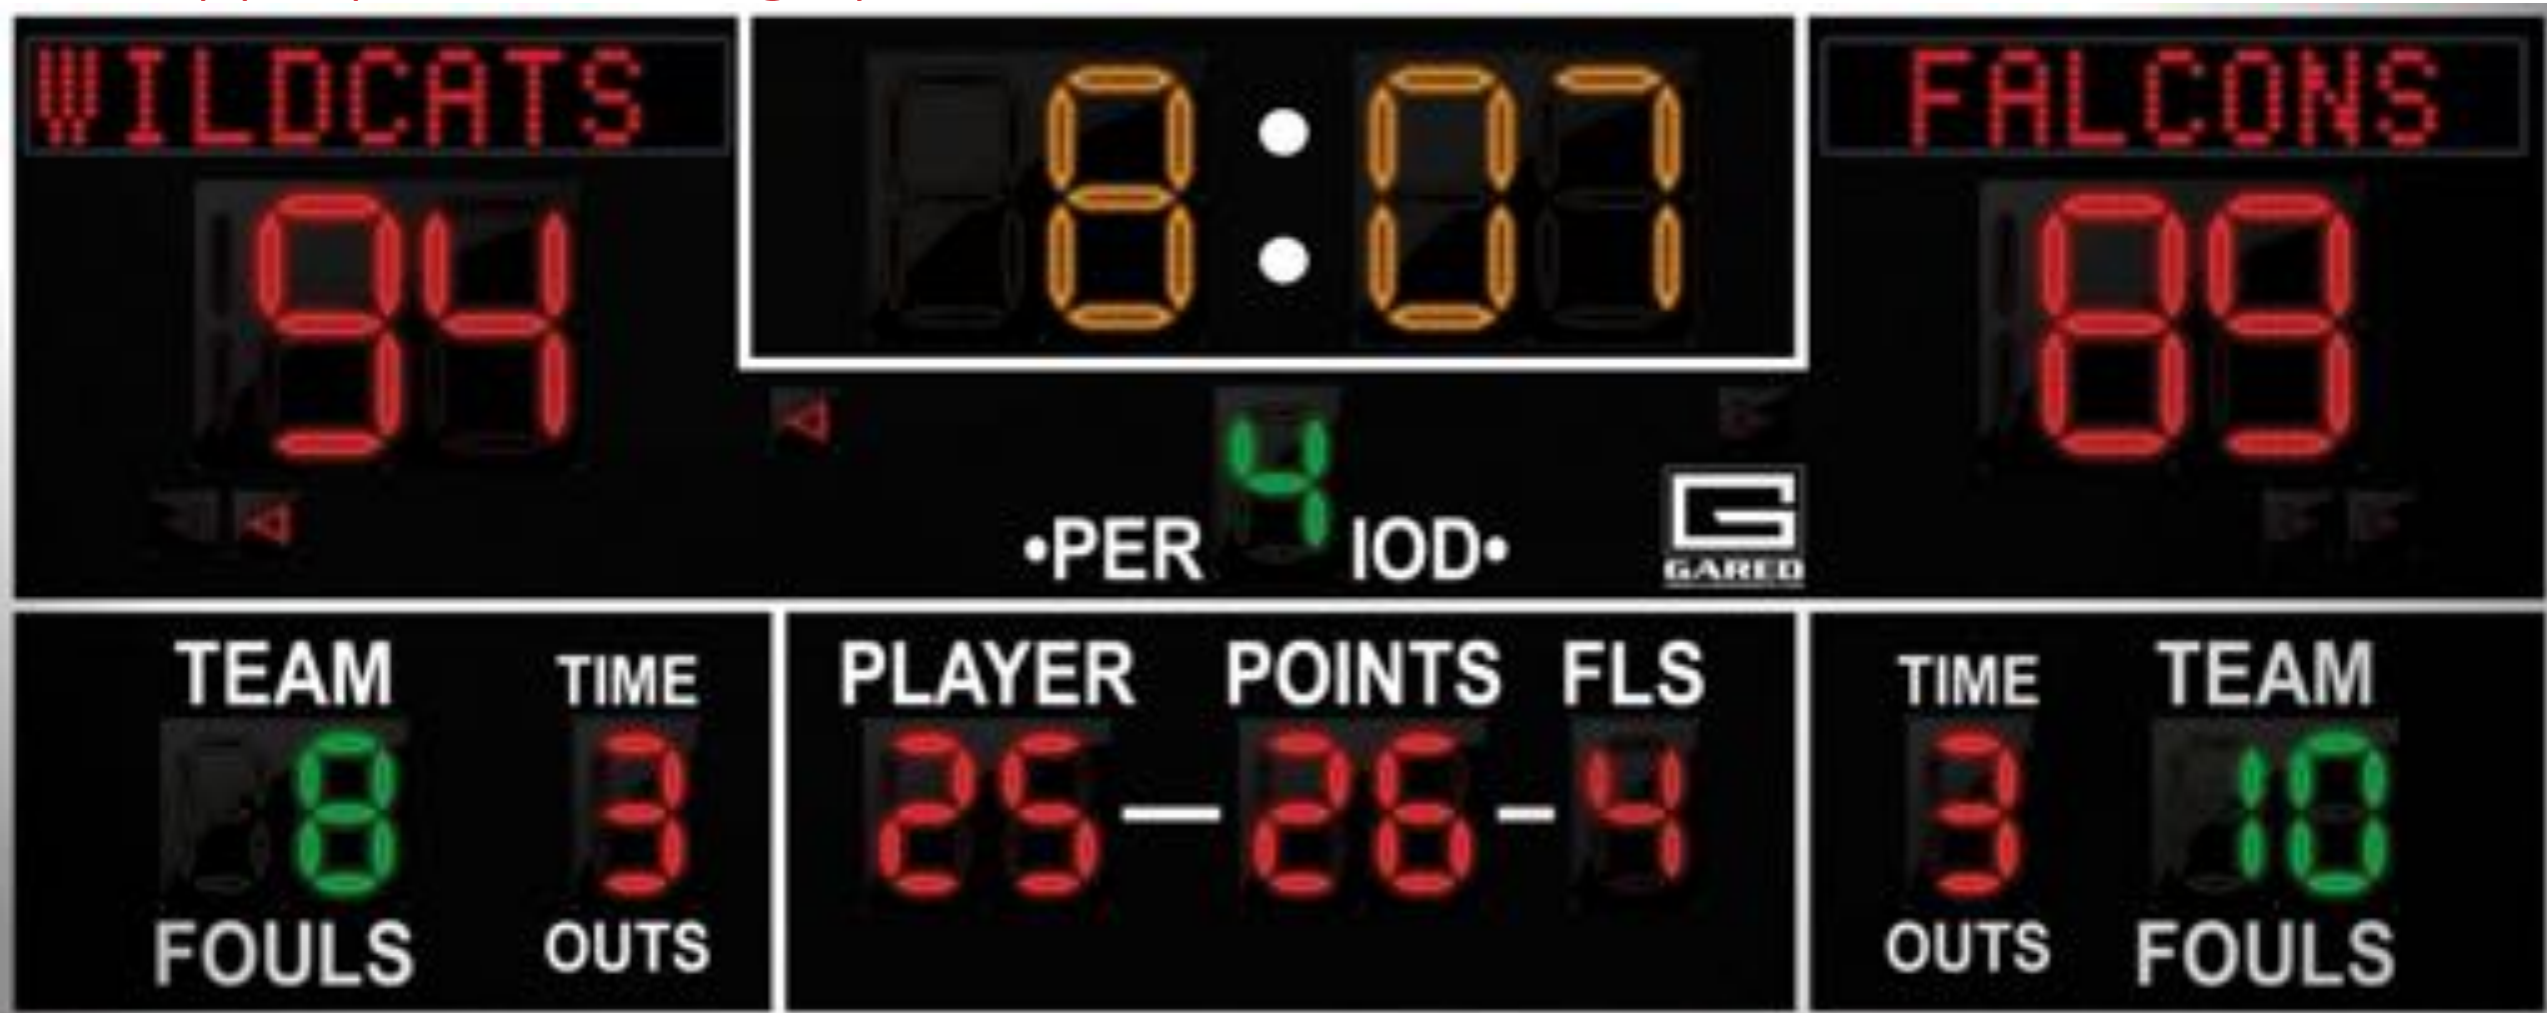 WILDCATS
8:07
FALCONS
94
89
4
•PER IOD•
GARED
TEAM
8
FOULS
TIME
3
OUTS
PLAYER POINTS FLS
25—26-4
TIME
3
OUTS
TEAM
10
FOULS